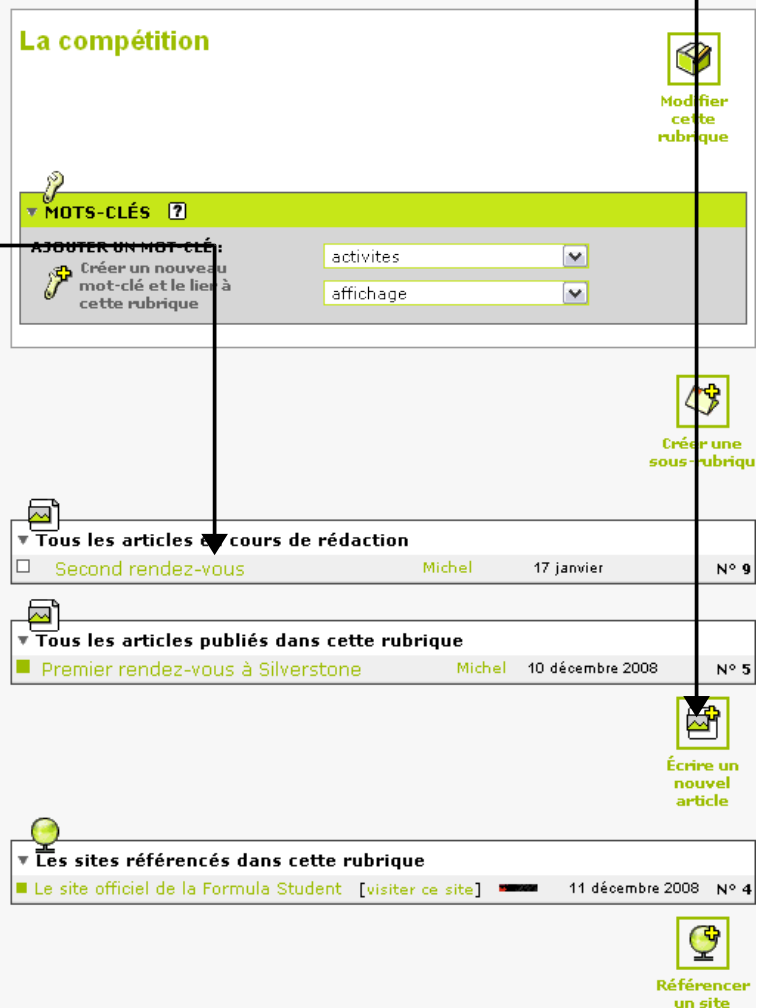 La compétition
Modifier
cette
rubrique
MOTS-CLÉS ?
AJOUTER UN MOT-CLÉ :
Créer un nouveau
mot-clé et le lier à
cette rubrique
activites
affichage
Créer une
sous-rubriqu
Tous les articles en cours de rédaction
Second rendez-vous Michel 17 janvier N° 9
Tous les articles publiés dans cette rubrique
Premier rendez-vous à Silverstone Michel 10 décembre 2008 N° 5
Écrire un
nouvel
article
Les sites référencés dans cette rubrique
Le site officiel de la Formula Student [visiter ce site] 11 décembre 2008 N° 4
Référencer
un site